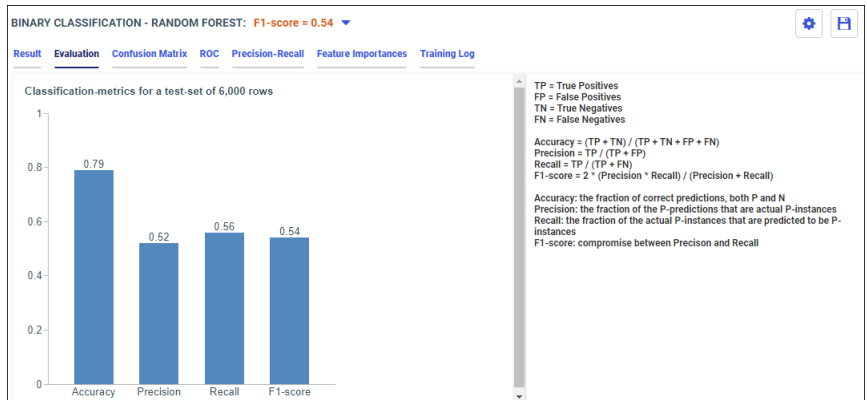 BINARY CLASSIFICATION - RANDOM FOREST: F1-score = 0.54
Result Evaluation Confusion Matrix ROC Precision-Recall Feature Importances Training Log
Classification-metrics for a test-set of 6,000 rows
1
0.8
0.6
0.4
0.2
0
0.79
0.52
0.56
0.54
Accuracy Precision Recall F1-score
TP = True Positives
FP = False Positives
TN = True Negatives
FN = False Negatives
Accuracy = (TP + TN) / (TP + TN + FP + FN)
Precision = TP / (TP + FP)
Recall = TP / (TP + FN)
F1-score = 2 * (Precision * Recall) / (Precision + Recall)
Accuracy: the fraction of correct predictions, both P and N
Precision: the fraction of the P-predictions that are actual P-instances
Recall: the fraction of the actual P-instances that are predicted to be P-
instances
F1-score: compromise between Precison and Recall